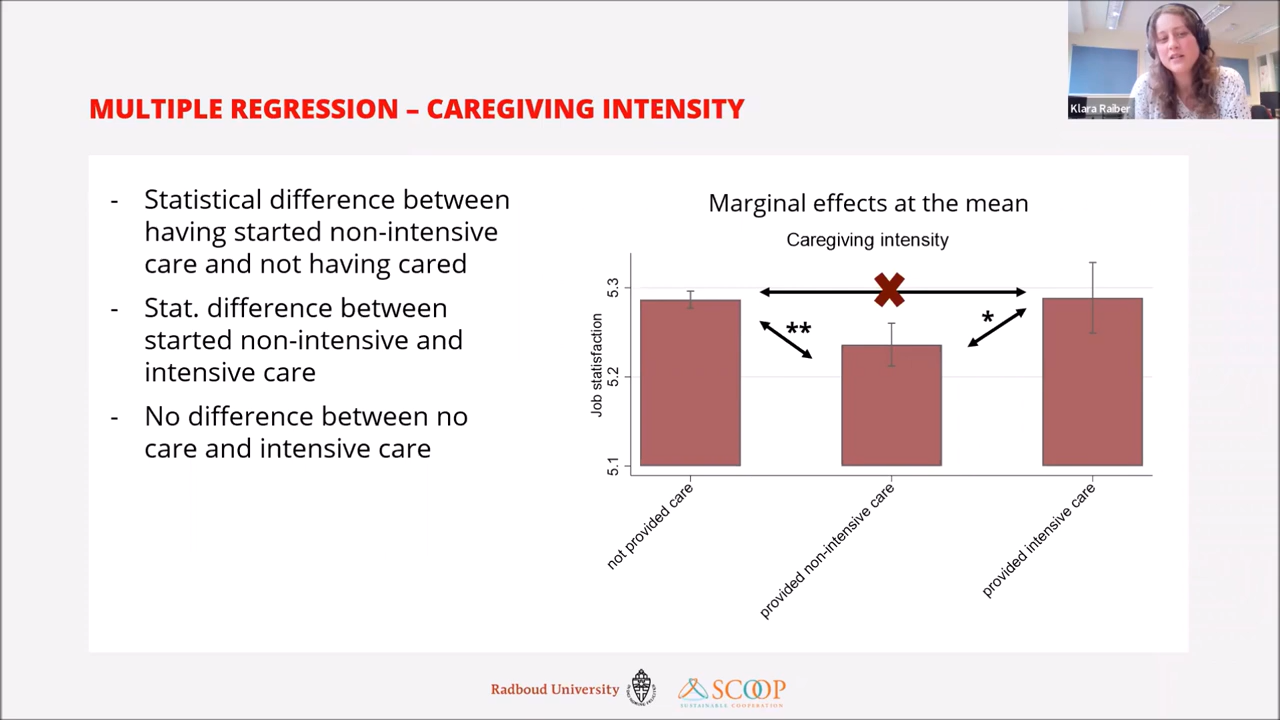 Klara Raiber
MULTIPLE REGRESSION – CAREGIVING INTENSITY
- Statistical difference between
having started non-intensive
care and not having cared
- Stat. difference between
started non-intensive and
intensive care
- No difference between no
care and intensive care
Marginal effects at the mean
Caregiving intensity
Job statisfaction
5.3
5.2
5.1
**
*
not provided care
provided non-intensive care
provided intensive care
Radboud University
SCOOP
SUSTAINABLE COOPERATION